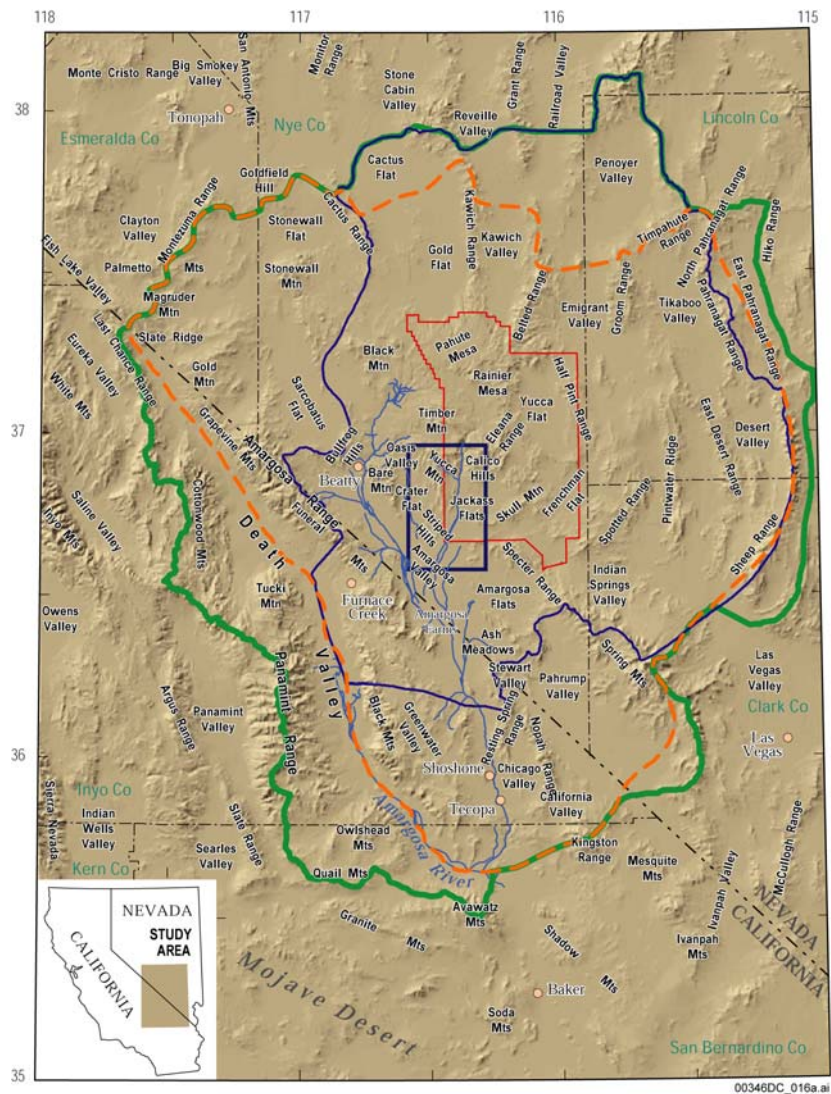 118
117
116
115
38
37
36
35
Monte Cristo Range
Big Smokey
Valley
San Antonio Mts
Monitor
Range
Stone
Cabin
Valley
Grant Range
Railroad Valley
Tonopah
Reveille
Valley
Lincoln Co
Esmeralda Co
Nye Co
Cactus
Flat
Penoyer
Valley
Goldfield
Hill
Cactus Range
Kawich Range
Clayton
Valley
Montezuma Range
Stonewall
Flat
Gold
Flat
Kawich
Valley
Timpahute
Range
North Pahranagat Range
Hiko Range
Fish Lake Valley
Palmetto
Mts
Stonewall
Mtn
Belted Range
Groom Range
Emigrant
Valley
Tikaboo
Valley
East Pahranagat Range
Pahranagat Range
Magruder
Mtn
Slate Ridge
Last Chance Range
Eureka Valley
White Mts
Gold
Mtn
Black
Mtn
Pahute
Mesa
Rainier
Mesa
Half Pint Range
Yucca
Flat
Sarcobatus
Flat
Timber
Mtn
Eleana
Range
East Desert Range
Desert
Valley
Grapevine Mts
Bullfrog
Hills
Oasis
Valley
Yucca
Mtn
Calico
Hills
Amargosa Range
Beatty
Bare
Mtn
Crater
Flat
Jackass
Flats
Skull Mtn
Frenchman
Flat
Spotted Range
Pintwater Ridge
Saline Valley
Inyo Mts
Cottonwood Mts
Funeral
Mts
Striped
Hills
Sheep Range
Death
Valley
Amargosa
Valley
Specter Range
Indian
Springs
Valley
Owens
Valley
Tucki
Mtn
Furnace
Creek
Amargosa
Farms
Amargosa
Flats
Ash
Meadows
Stewart
Valley
Spring Mts
Las
Vegas
Valley
Clark Co
Las
Vegas
Argus Range
Panamint
Valley
Panamint
Range
Black Mts
Greenwater
Valley
Resting Spring
Range
Pahrump
Valley
Nopah
Range
Shoshone
Chicago
Valley
Tecopa
California
Valley
Inyo Co
Sierra Nevada
Indian
Wells
Valley
Slate Range
Searles
Valley
Kern Co
Owlshead
Mts
Amargosa River
Quail Mts
Kingston
Range
Mesquite
Mts
Ivanpah Valley
McCullogh Range
Avawatz
Mts
Granite
Mts
Shadow
Mts
Ivanpah
Mts
NEVADA
CALIFORNIA
Mojave Desert
Baker
Soda
Mts
San Bernardino Co
NEVADA
STUDY
AREA
CALIFORNIA
00346DC_016a.ai